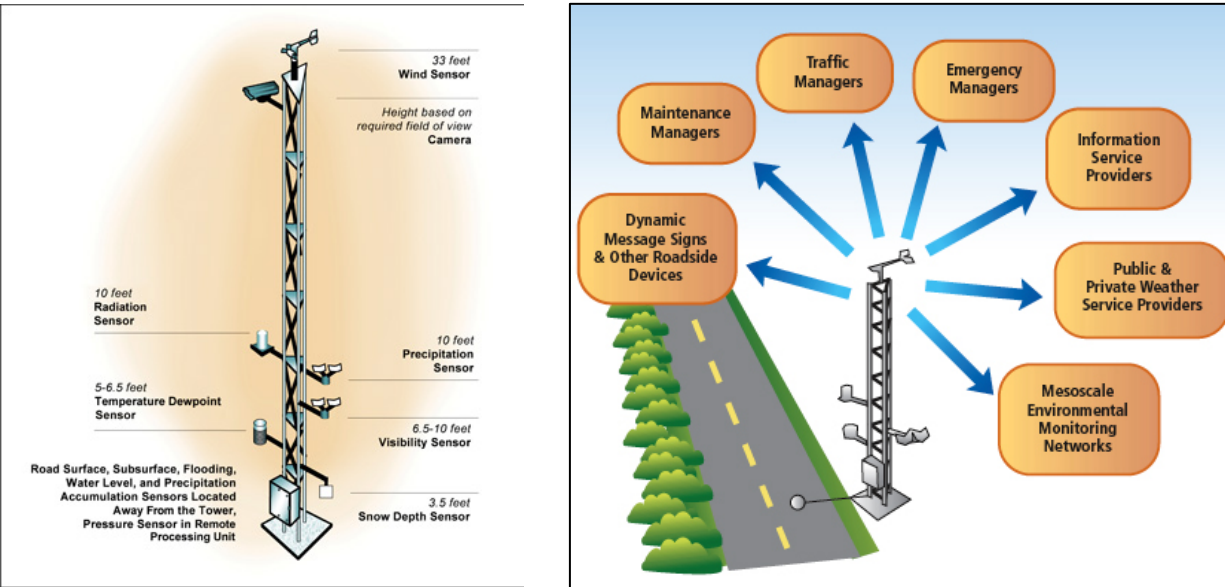 33 feet
Wind Sensor
Height based on
required field of view
Camera
10 feet
Radiation
Sensor
10 feet
Precipitation
Sensor
5-6.5 feet
Temperature Dewpoint
Sensor
6.5-10 feet
Visibility Sensor
Road Surface, Subsurface, Flooding,
Water Level, and Precipitation
Accumulation Sensors Located
Away From the Tower,
Pressure Sensor in Remote
Processing Unit
3.5 feet
Snow Depth Sensor
Dynamic
Message Signs
& Other Roadside
Devices
Maintenance
Managers
Traffic
Managers
Emergency
Managers
Information
Service
Providers
Public &
Private Weather
Service Providers
Mesoscale
Environmental
Monitoring
Networks